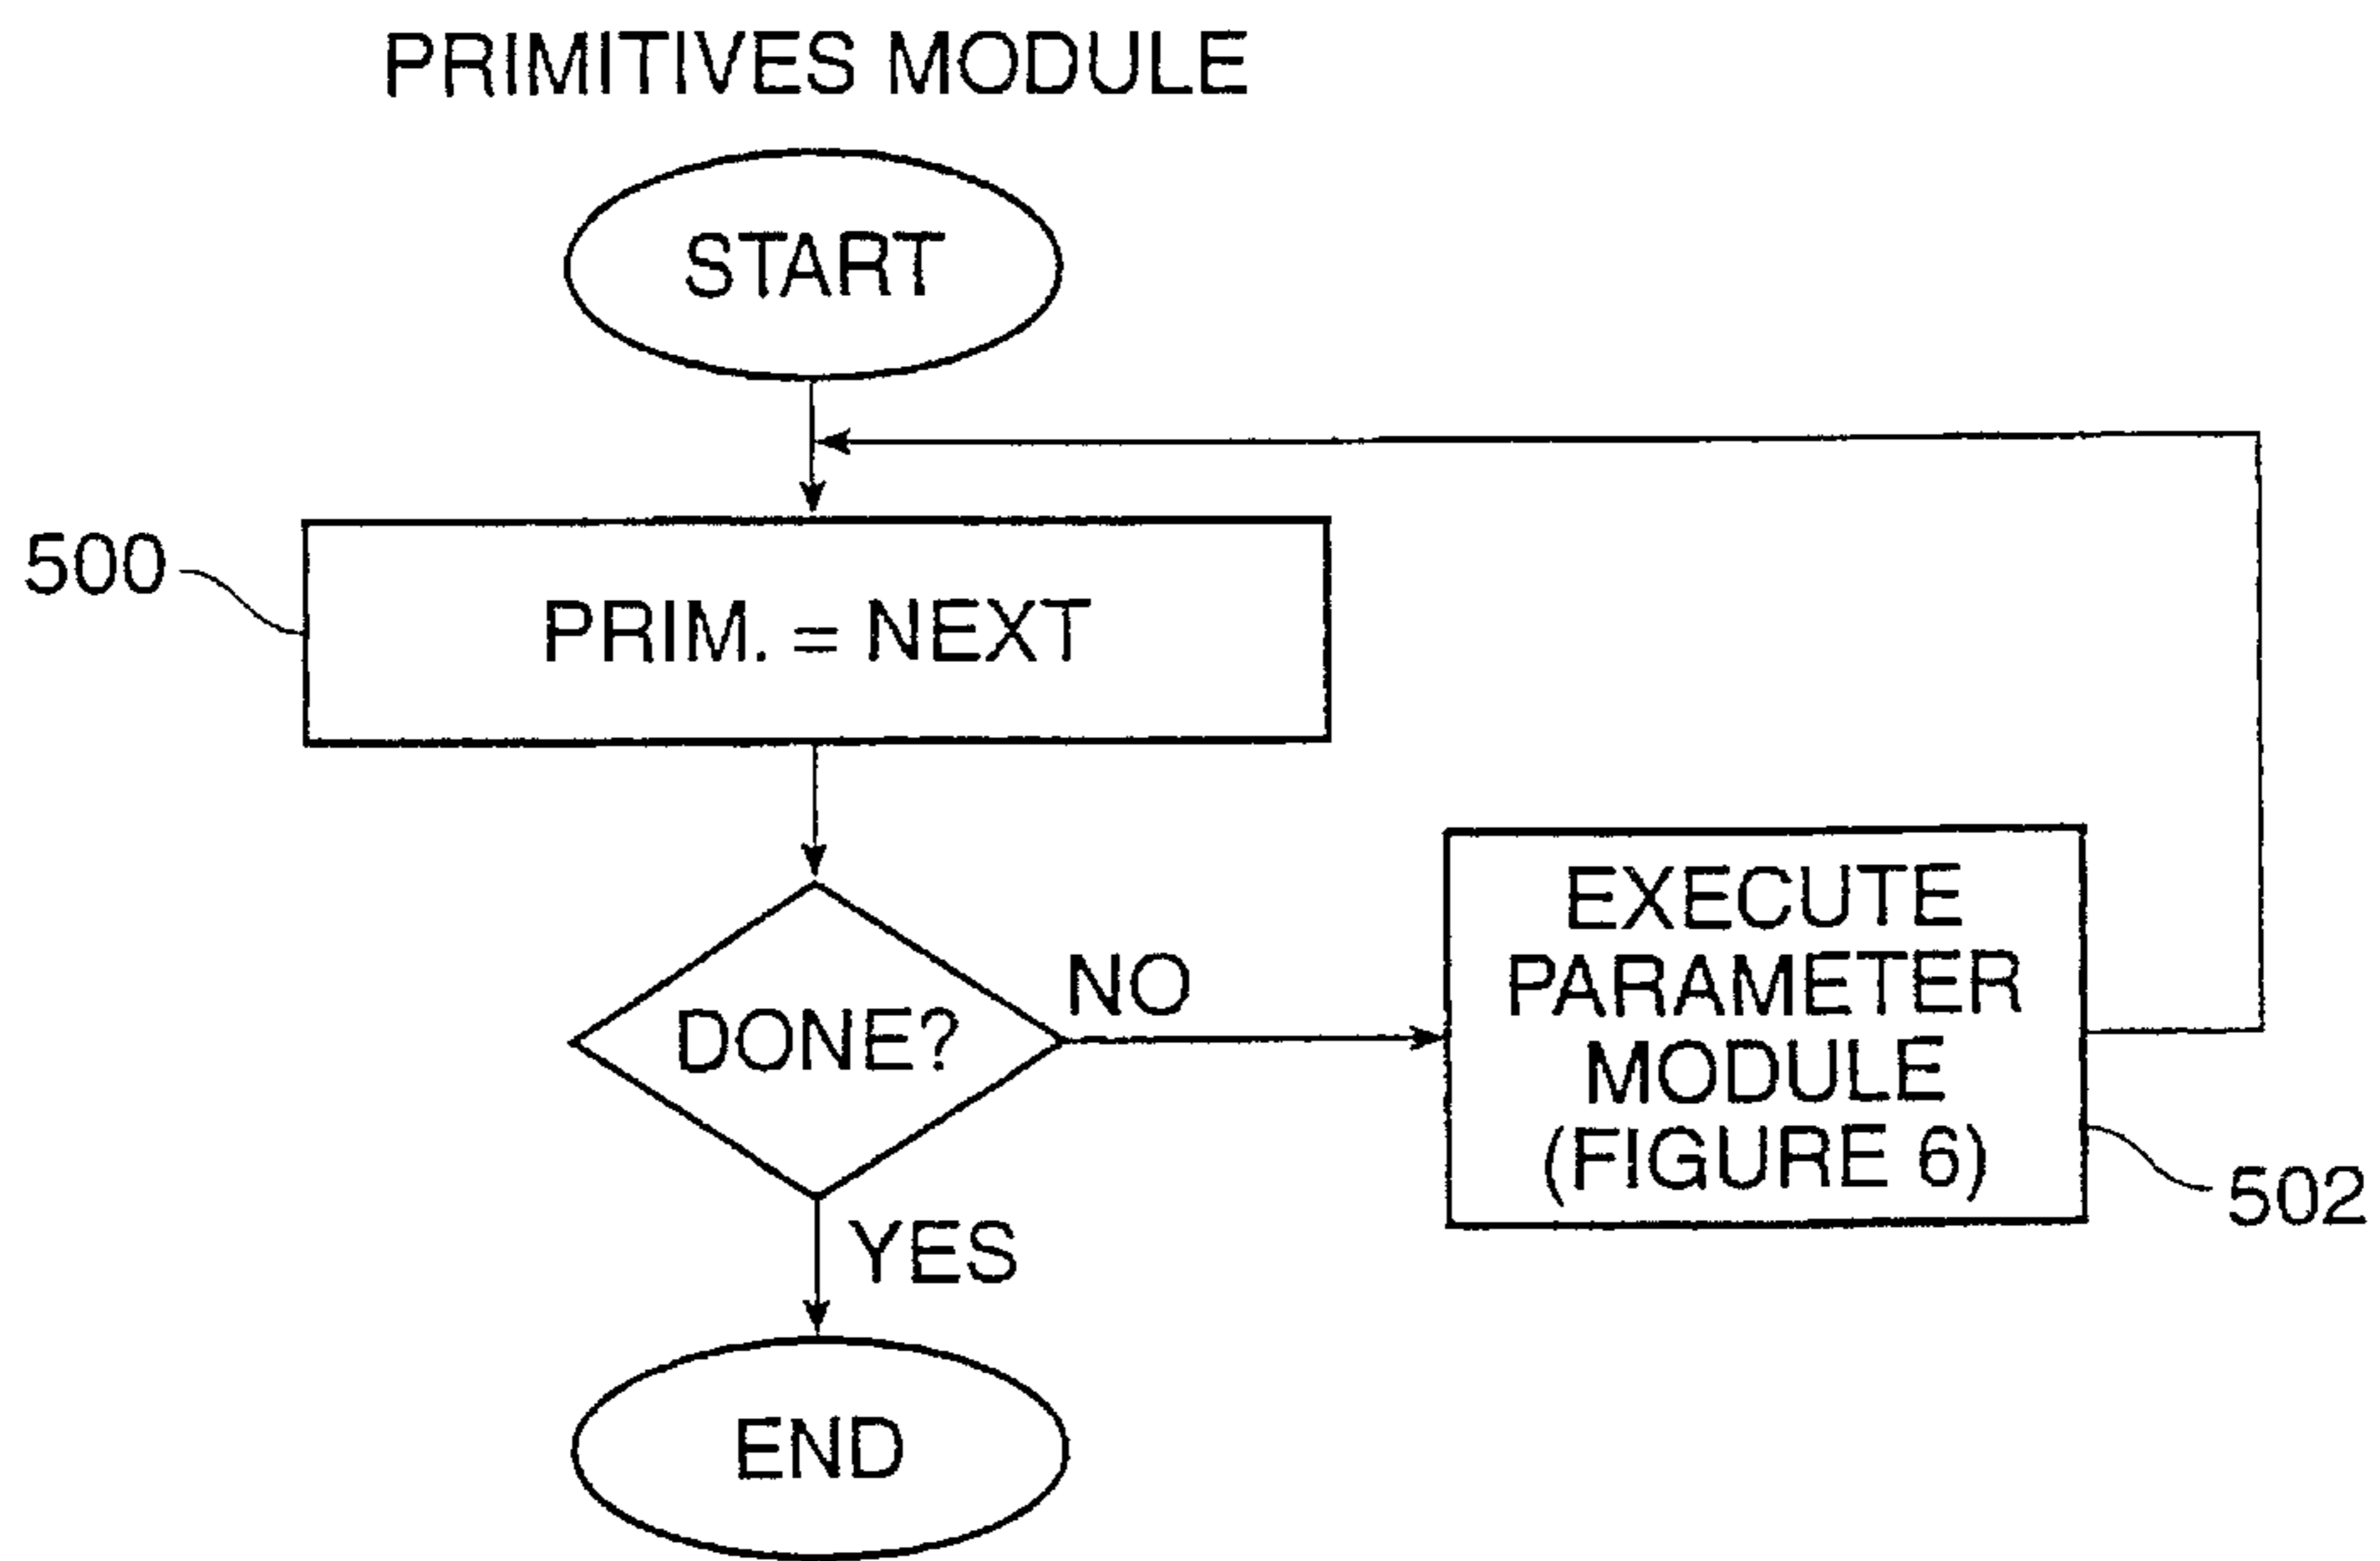 PRIMITIVES MODULE
START
500
PRIM. = NEXT
DONE?
NO
EXECUTE
PARAMETER
MODULE
(FIGURE 6)
502
YES
END